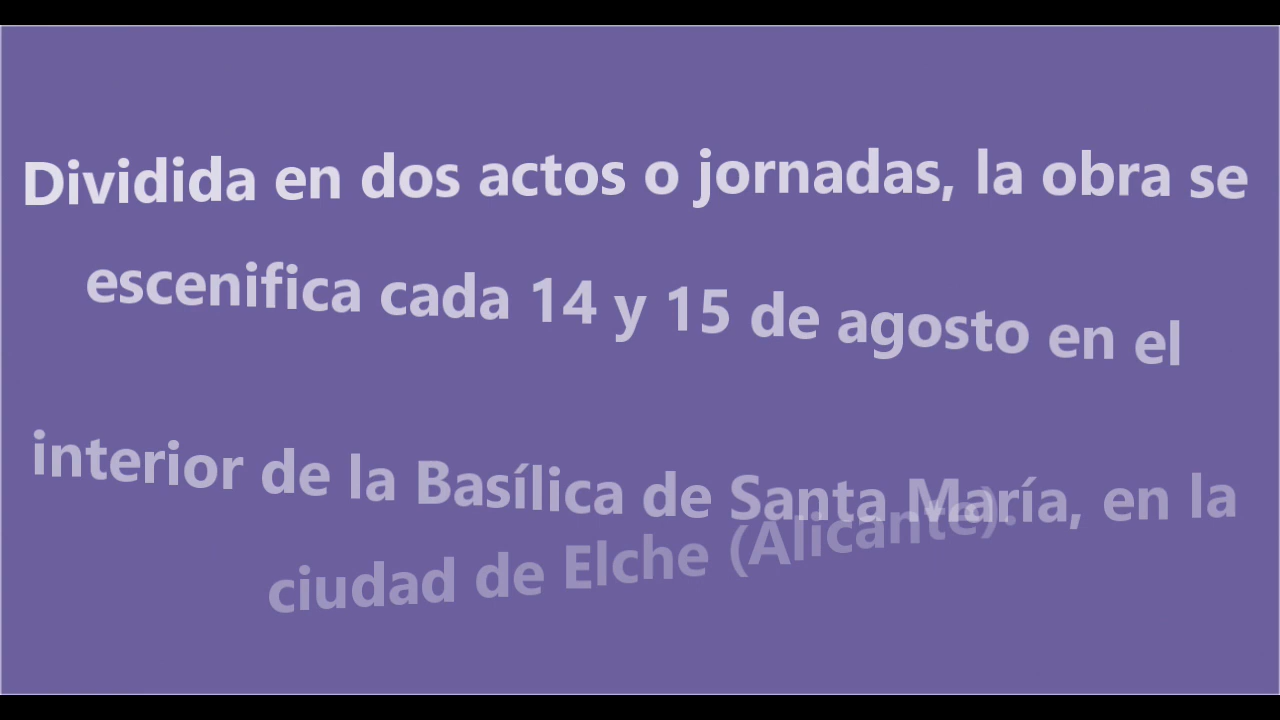 Dividida en dos actos o jornadas, la obra se
escenifica cada 14 y 15 de agosto en el
interior de la Basílica de Santa María, en la
ciudad de Elche (Alicante).